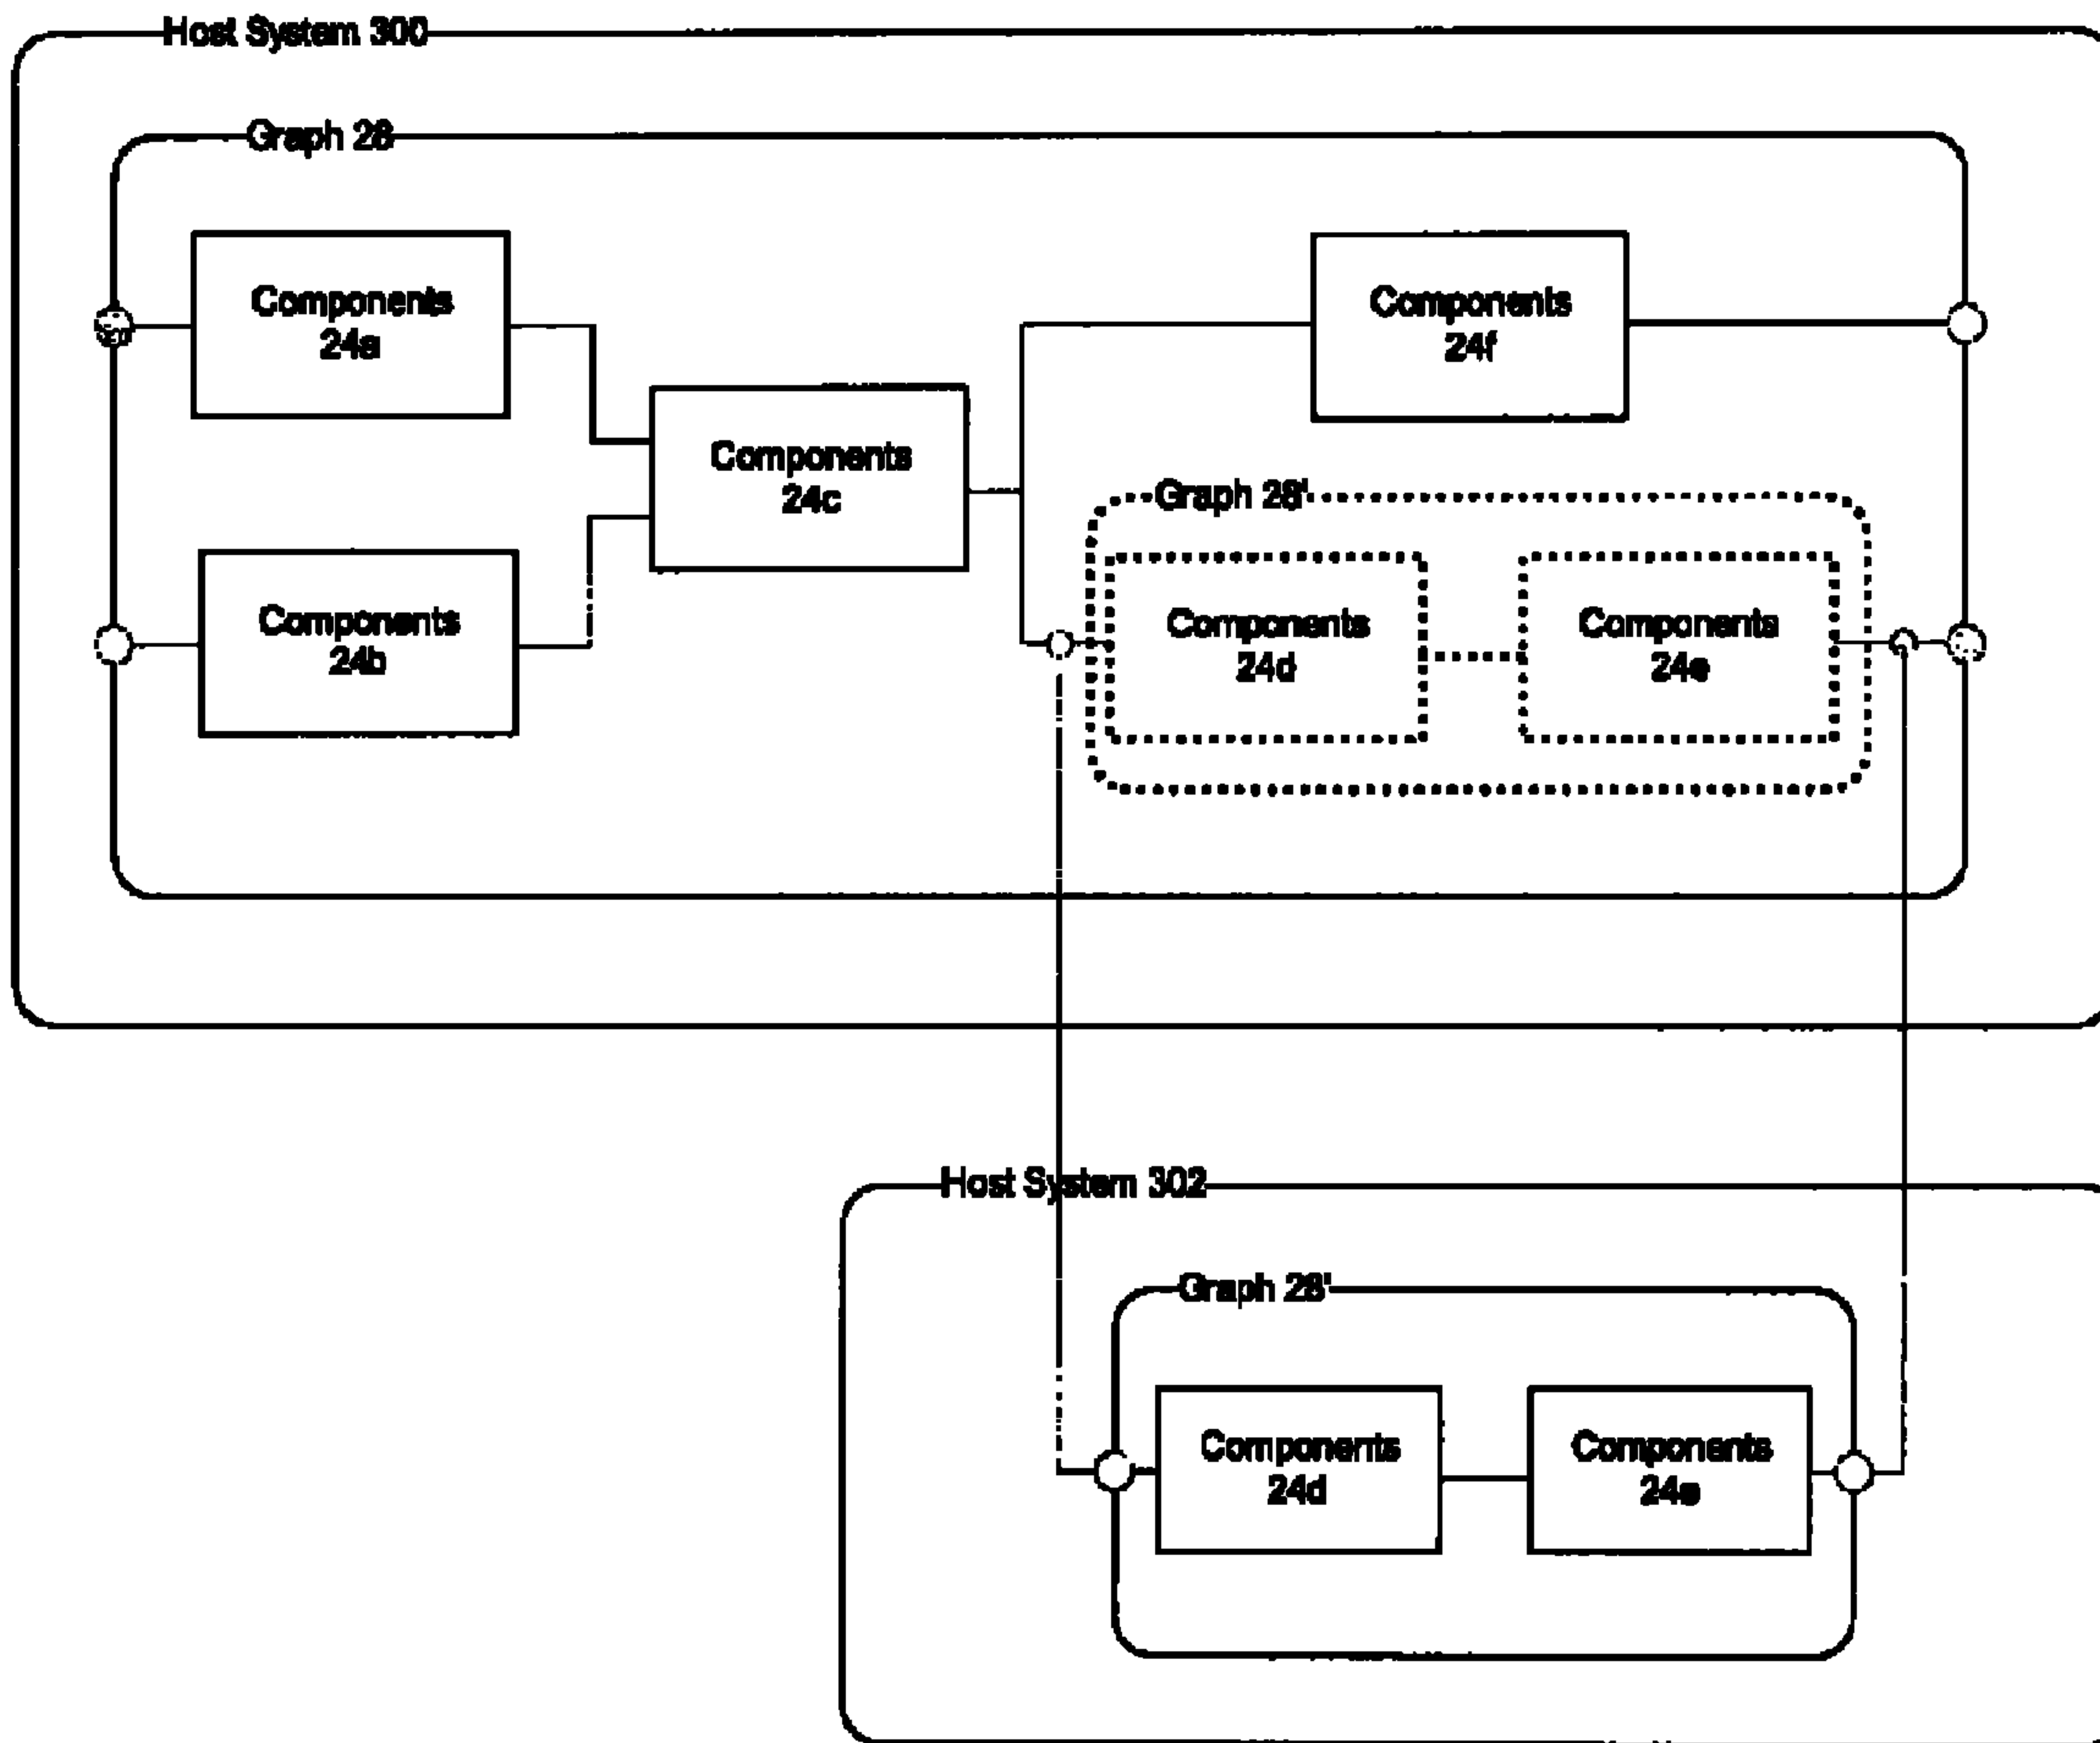 Host System 300
Graph 28
Components
24a
Components
24f
Components
24c
Graph 28'
Components
24b
Components
24d
Components
24e
Host System 302
Graph 28'
Components
24d
Components
24e